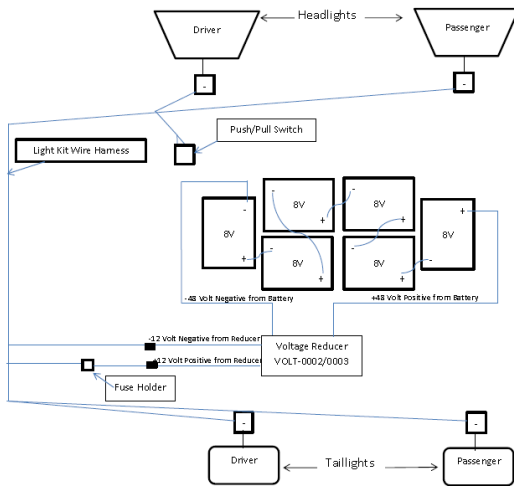 Headlights
Driver
Passenger
-
-
Push/Pull Switch
Light Kit Wire Harness
-
8V
+
-
8V
+
-
8V
+
+
8V
-
-
8V
+
-
8V
+
-48 Volt Negative from Battery
+48 Volt Positive from Battery
-12 Volt Negative from Reducer
+12 Volt Positive from Reducer
Voltage Reducer
VOLT-0002/0003
Fuse Holder
-
-
Driver
Taillights
Passenger